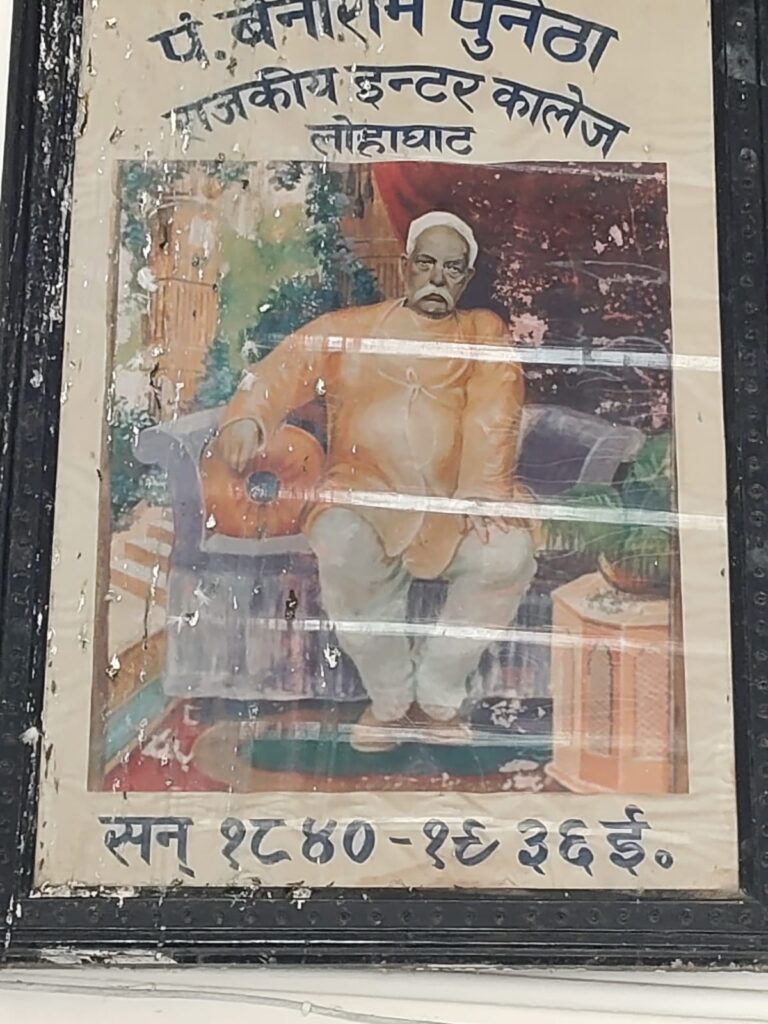 पं. बेनीराम पुनेठा
राजकीय इन्टर कालेज
लोहाघाट
सन् १८४०-१९३६ ई.